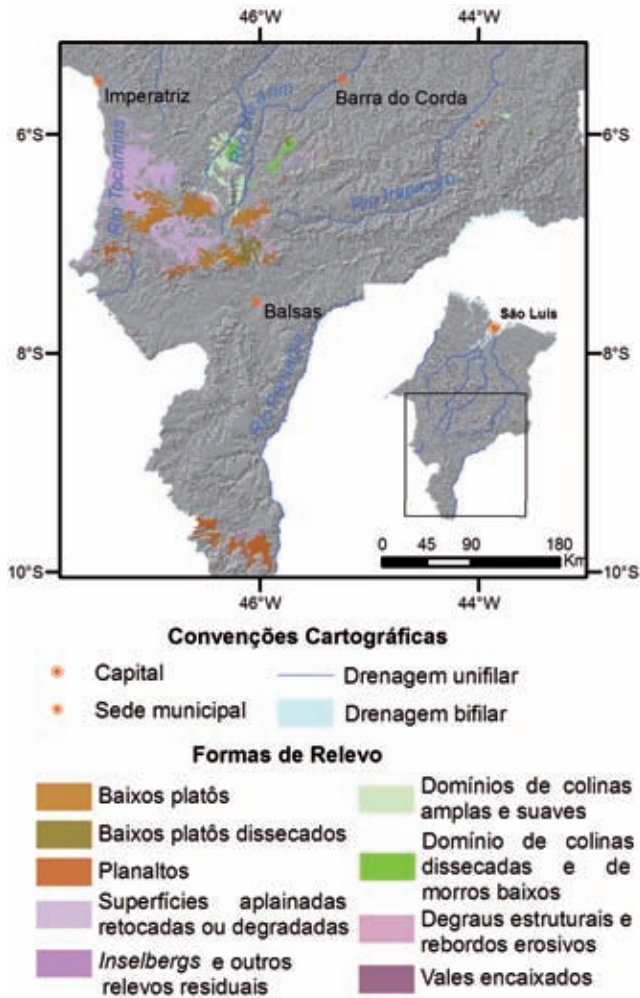 46°W 44°W
Imperatriz
Barra do Corda
6°S 6°S
Rio Tocantins
Rio Itapecuru
Balsas
São Luis
8°S 8°S
Rio Parnaíba
0 45 90 180
Km
10°S 10°S
46°W 44°W
Convenções Cartográficas
Capital
Drenagem unifilar
Sede municipal
Drenagem bifilar
Formas de Relevo
Baixos platôs
Baixos platôs dissecados
Planaltos
Superfícies aplainadas
retocadas ou degradadas
Inselbergs e outros
relevos residuais
Domínios de colinas
amplas e suaves
Domínio de colinas
dissecadas e de
morros baixos
Degraus estruturais e
rebordos erosivos
Vales encaixados